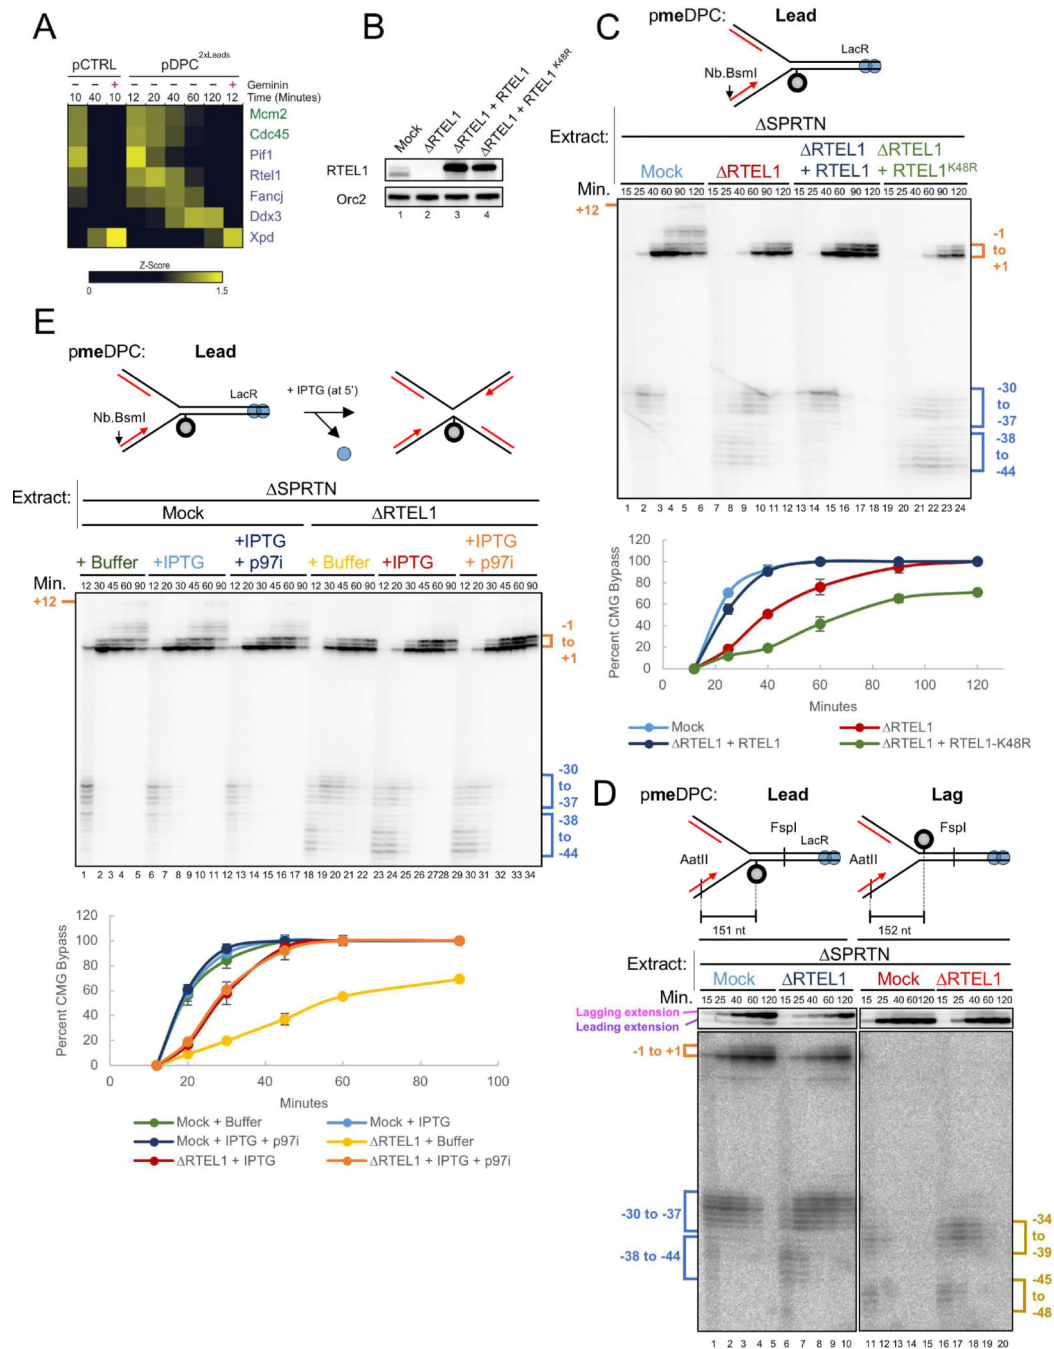 A
pCTRL pDPC2xLeads
− − + − − − − − + Geminin
10 40 10 12 20 40 60 120 12 Time (Minutes)
Mcm2
Cdc45
Pif1
Rtel1
Fancj
Ddx3
Xpd
Z-Score
0 1.5
B
Mock
ΔRTEL1
ΔRTEL1 + RTEL1
ΔRTEL1 + RTEL1K48R
RTEL1
Orc2
1 2 3 4
C
pmeDPC: Lead
LacR
Nb.BsmI
Extract:
ΔSPRTN
Mock
ΔRTEL1
ΔRTEL1 + RTEL1
ΔRTEL1 + RTEL1K48R
Min. 15 25 40 60 90 120 15 25 40 60 90 120 15 25 40 60 90 120 15 25 40 60 90 120
+12
-1
to
+1
-30
to
-37
-38
to
-44
1 2 3 4 5 6 7 8 9 10 11 12 13 14 15 16 17 18 19 20 21 22 23 24
Percent CMG Bypass
120
100
80
60
40
20
0
0 20 40 60 80 100 120 140
Minutes
Mock ΔRTEL1
ΔRTEL1 + RTEL1 ΔRTEL1 + RTEL1-K48R
E
pmeDPC: Lead
LacR
Nb.BsmI
+ IPTG (at 5')
Extract:
ΔSPRTN
Mock ΔRTEL1
+ Buffer
+IPTG
+IPTG
+ p97i
+ Buffer
+IPTG
+IPTG
+ p97i
Min. 12 20 30 45 60 90 12 20 30 45 60 90 12 20 30 45 60 90 12 20 30 45 60 90 12 20 30 45 60 90 12 20 30 45 60 90
+12
-1
to
+1
-30
to
-37
-38
to
-44
1 2 3 4 5 6 7 8 9 10 11 12 13 14 15 16 17 18 19 20 21 22 23 24 25 26 27 28 29 30 31 32 33 34
Percent CMG Bypass
120
100
80
60
40
20
0
0 20 40 60 80 100
Minutes
Mock + Buffer Mock + IPTG
Mock + IPTG + p97i ΔRTEL1 + Buffer
ΔRTEL1 + IPTG ΔRTEL1 + IPTG + p97i
D
pmeDPC: Lead Lag
FspI LacR FspI
AatII AatII
151 nt 152 nt
Extract:
ΔSPRTN
Mock ΔRTEL1 Mock ΔRTEL1
Min. 15 25 40 60 120 15 25 40 60 120 15 25 40 60 120 15 25 40 60 120
Lagging extension
Leading extension
-1 to +1
-30 to -37
-38 to -44
-34
to
-39
-45
to
-48
1 2 3 4 5 6 7 8 9 10 11 12 13 14 15 16 17 18 19 20